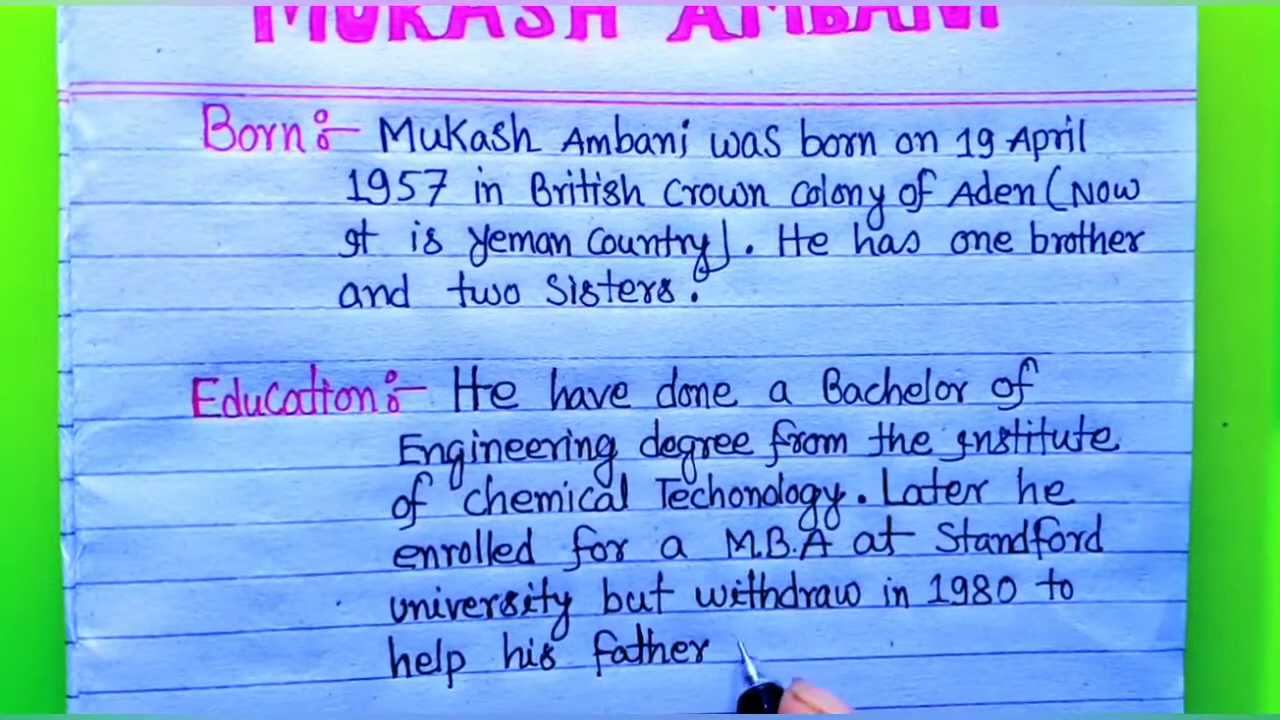 MUKASH AMBANI
Born:- Mukash Ambani was born on 19 April
1957 in British Crown Colony of Aden (Now
It is Yeman Country). He has one brother
and two Sisters.
Education:- He have done a Bachelor of
Engineering degree from the Institute
of Chemical Techonology. Later he
enrolled for a M.B.A at Standford
university but withdraw in 1980 to
help his father